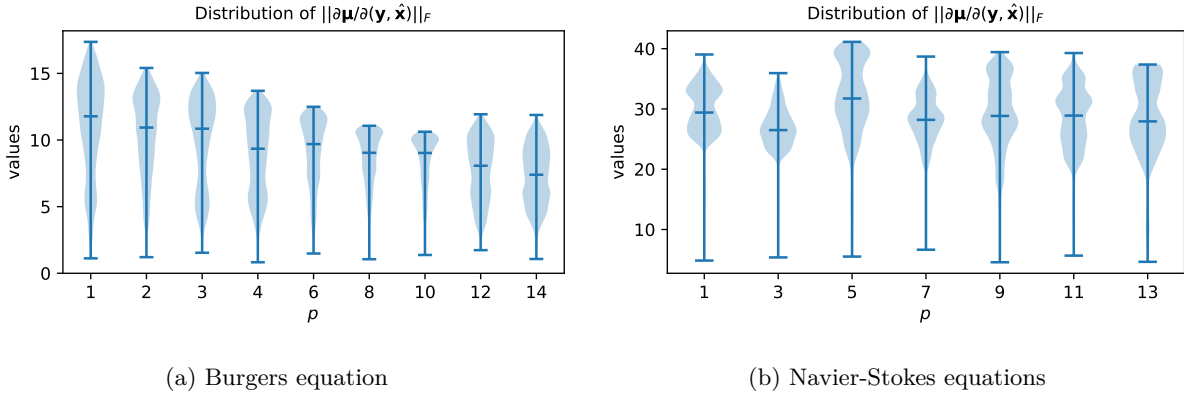 Distribution of ||∂μ/∂(y, x̂)||_F
values
15
10
5
0
1 2 3 4 6 8 10 12 14
p
(a) Burgers equation
Distribution of ||∂μ/∂(y, x̂)||_F
values
40
30
20
10
1 3 5 7 9 11 13
p
(b) Navier-Stokes equations